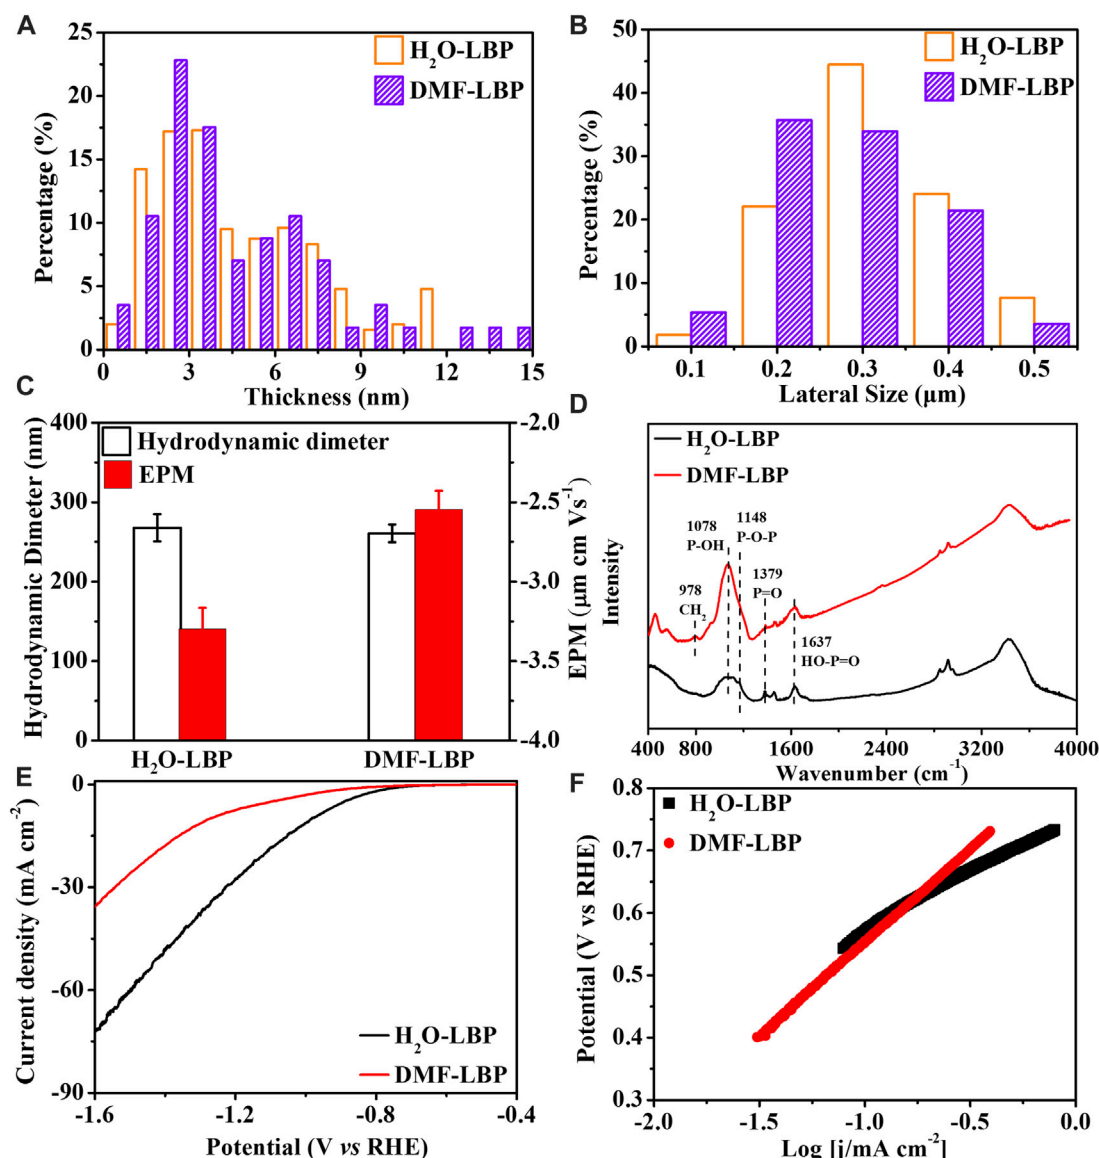 A
Percentage (%)
25
20
15
10
5
0
H2O-LBP
DMF-LBP
0 3 6 9 12 15
Thickness (nm)
B
Percentage (%)
50
40
30
20
10
0
H2O-LBP
DMF-LBP
0.1 0.2 0.3 0.4 0.5
Lateral Size (μm)
C
Hydrodynamic Dimeter (nm)
400
300
200
100
0
Hydrodynamic dimeter
EPM
-2.0
-2.5
-3.0
-3.5
-4.0
EPM (μm cm Vs-1)
H2O-LBP DMF-LBP
D
Intensity
H2O-LBP
DMF-LBP
1078
P-OH
1148
P-O-P
978
CH2
1379
P=O
1637
HO-P=O
400 800 1600 2400 3200 4000
Wavenumber (cm-1)
E
Current density (mA cm-2)
0
-30
-60
-90
H2O-LBP
DMF-LBP
-1.6 -1.2 -0.8 -0.4
Potential (V vs RHE)
F
Potential (V vs RHE)
0.8
0.7
0.6
0.5
0.4
0.3
H2O-LBP
DMF-LBP
-2.0 -1.5 -1.0 -0.5 0.0
Log [j/mA cm-2]